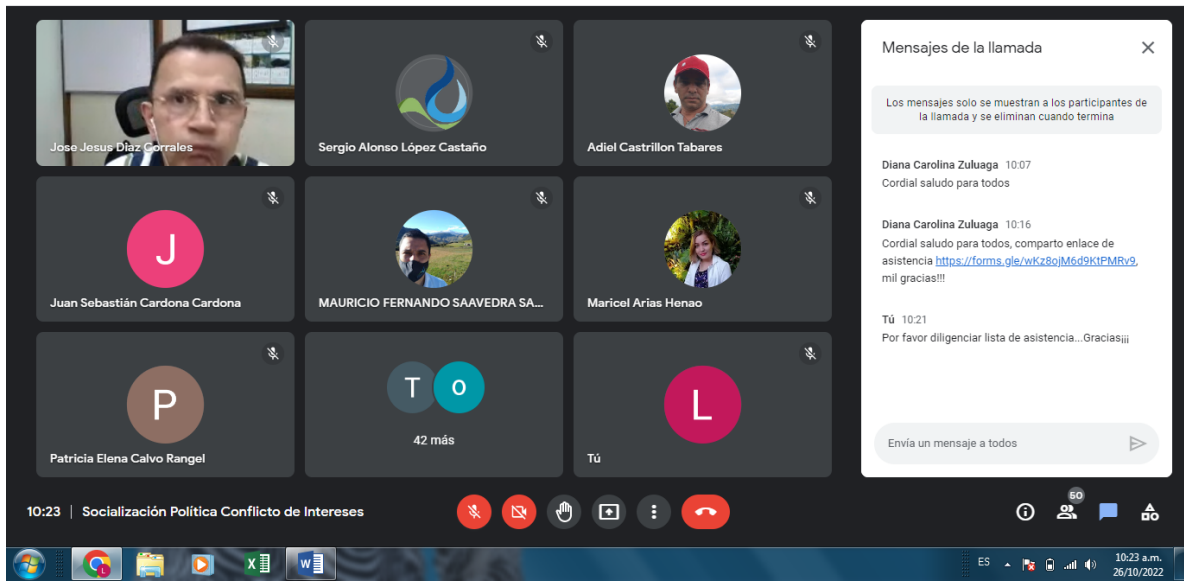 Jose Jesus Díaz Corrales
Sergio Alonso López Castaño
Adiel Castrillon Tabares
J
Juan Sebastián Cardona Cardona
MAURICIO FERNANDO SAAVEDRA SA...
Maricel Arias Henao
P
Patricia Elena Calvo Rangel
T o
42 más
L
Tú
Mensajes de la llamada
Los mensajes solo se muestran a los participantes de
la llamada y se eliminan cuando termina
Diana Carolina Zuluaga 10:07
Cordial saludo para todos
Diana Carolina Zuluaga 10:16
Cordial saludo para todos, comparto enlace de
asistencia https://forms.gle/wKz8ojM6d9KtPMRv9,
mil gracias!!!
Tú 10:21
Por favor diligenciar lista de asistencia...Gracias¡¡¡
Envía un mensaje a todos
10:23 | Socialización Política Conflicto de Intereses
50
L
ES
10:23 a.m.
26/10/2022